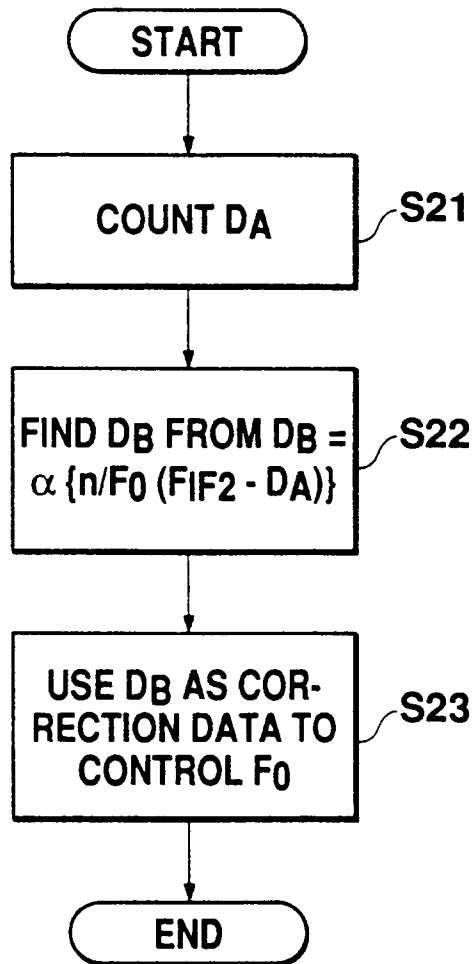 START
COUNT DA
S21
FIND DB FROM DB =
α {n/F0 (FIF2 - DA)}
S22
USE DB AS COR-
RECTION DATA TO
CONTROL F0
S23
END